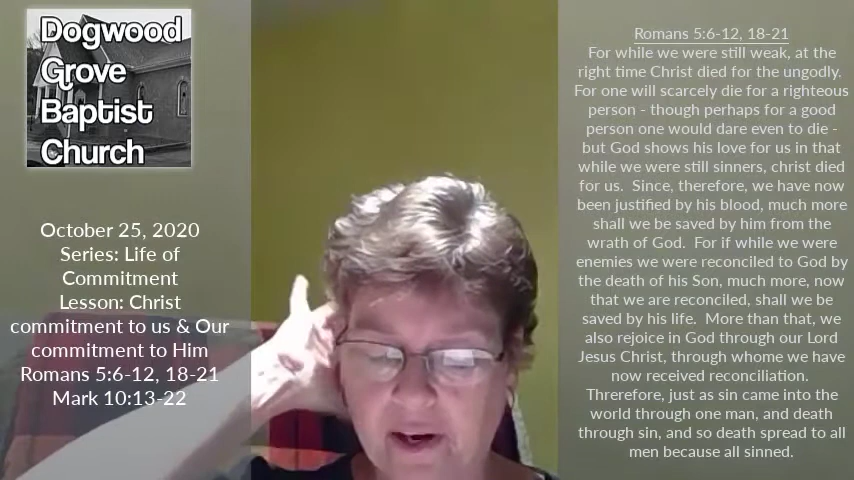 Dogwood
Grove
Baptist
Church
October 25, 2020
Series: Life of
Commitment
Lesson: Christ
commitment to us & Our
commitment to Him
Romans 5:6-12, 18-21
Mark 10:13-22
Romans 5:6-12, 18-21
For while we were still weak, at the
right time Christ died for the ungodly.
For one will scarcely die for a righteous
person - though perhaps for a good
person one would dare even to die -
but God shows his love for us in that
while we were still sinners, christ died
for us. Since, therefore, we have now
been justified by his blood, much more
shall we be saved by him from the
wrath of God. For if while we were
enemies we were reconciled to God by
the death of his Son, much more, now
that we are reconciled, shall we be
saved by his life. More than that, we
also rejoice in God through our Lord
Jesus Christ, through whome we have
now received reconciliation.
Threrefore, just as sin came into the
world through one man, and death
through sin, and so death spread to all
men because all sinned.